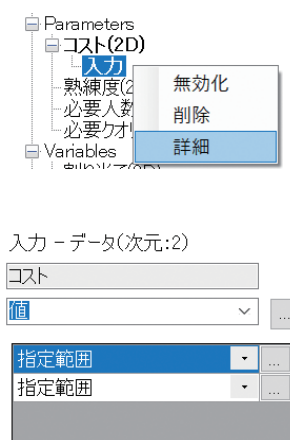 Parameters
コスト(2D)
入力
熟練度(2
必要人数
必要クオ
Variables
無効化
削除
詳細
入力 - データ(次元:2)
コスト
値
...
指定範囲
...
指定範囲
...